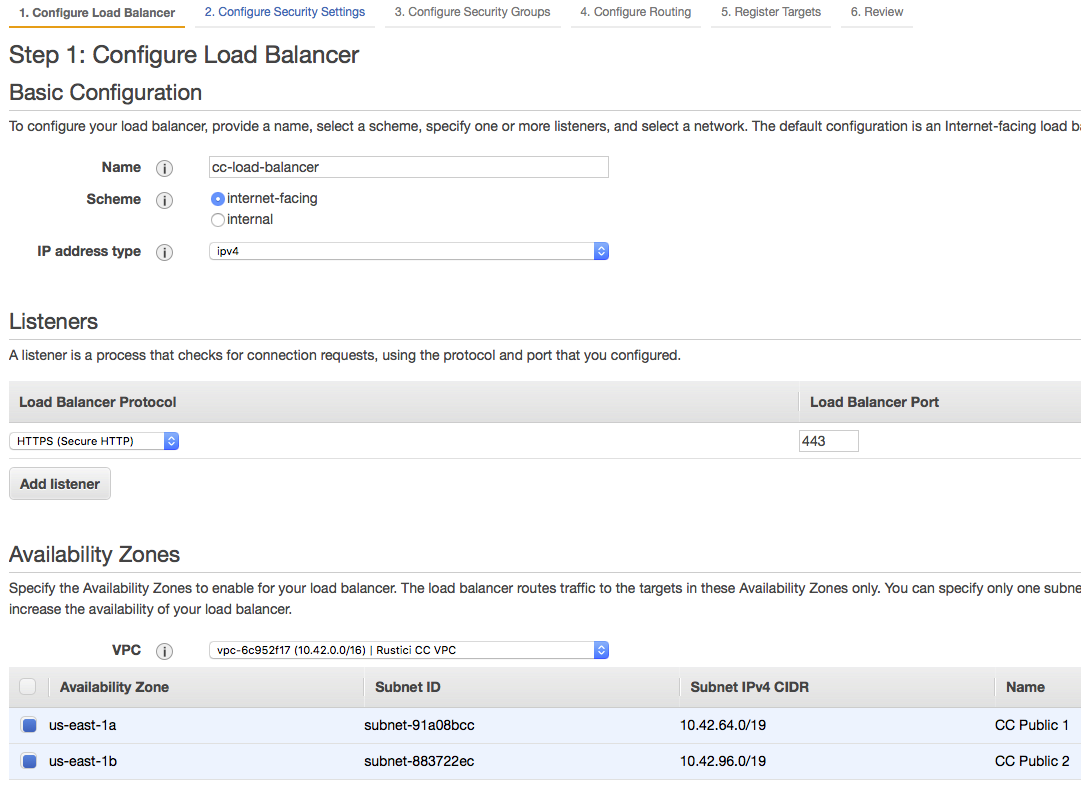 1. Configure Load Balancer 2. Configure Security Settings 3. Configure Security Groups 4. Configure Routing 5. Register Targets 6. Review
Step 1: Configure Load Balancer
Basic Configuration
To configure your load balancer, provide a name, select a scheme, specify one or more listeners, and select a network. The default configuration is an Internet-facing load
Name i cc-load-balancer
Scheme i internet-facing
internal
IP address type i ipv4
Listeners
A listener is a process that checks for connection requests, using the protocol and port that you configured.
Load Balancer Protocol Load Balancer Port
HTTPS (Secure HTTP) 443
Add listener
Availability Zones
Specify the Availability Zones to enable for your load balancer. The load balancer routes traffic to the targets in these Availability Zones only. You can specify only one subne
increase the availability of your load balancer.
VPC i vpc-6c952f17 (10.42.0.0/16) | Rustici CC VPC
Availability Zone Subnet ID Subnet IPv4 CIDR Name
us-east-1a subnet-91a08bcc 10.42.64.0/19 CC Public 1
us-east-1b subnet-883722ec 10.42.96.0/19 CC Public 2